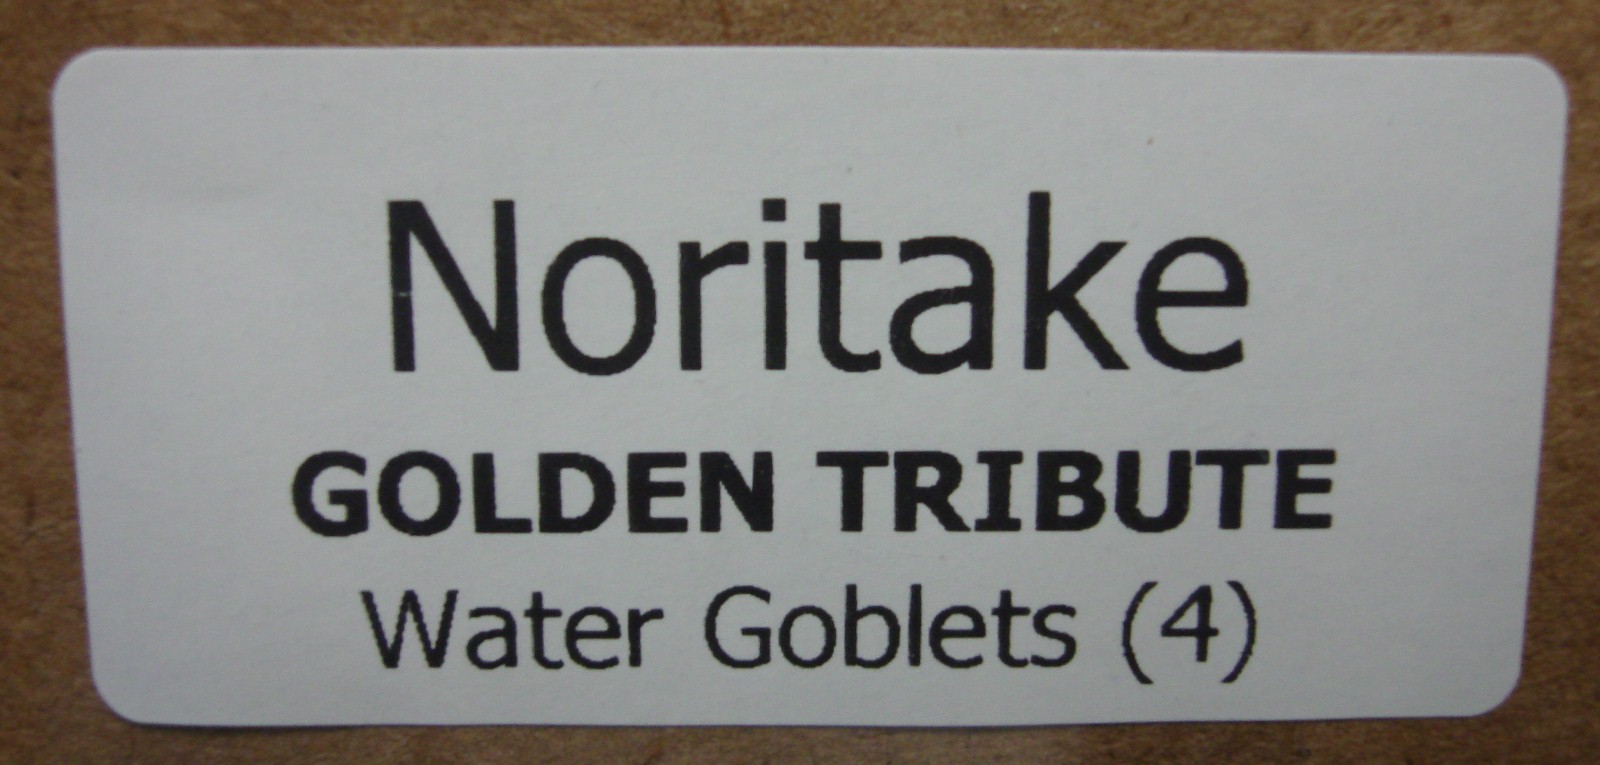 Noritake
GOLDEN TRIBUTE
Water Goblets (4)